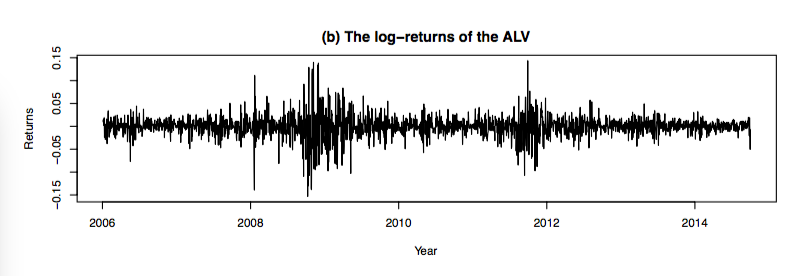 (b) The log-returns of the ALV
0.15
0.05
-0.05
-0.15
Returns
2006 2008 2010 2012 2014
Year